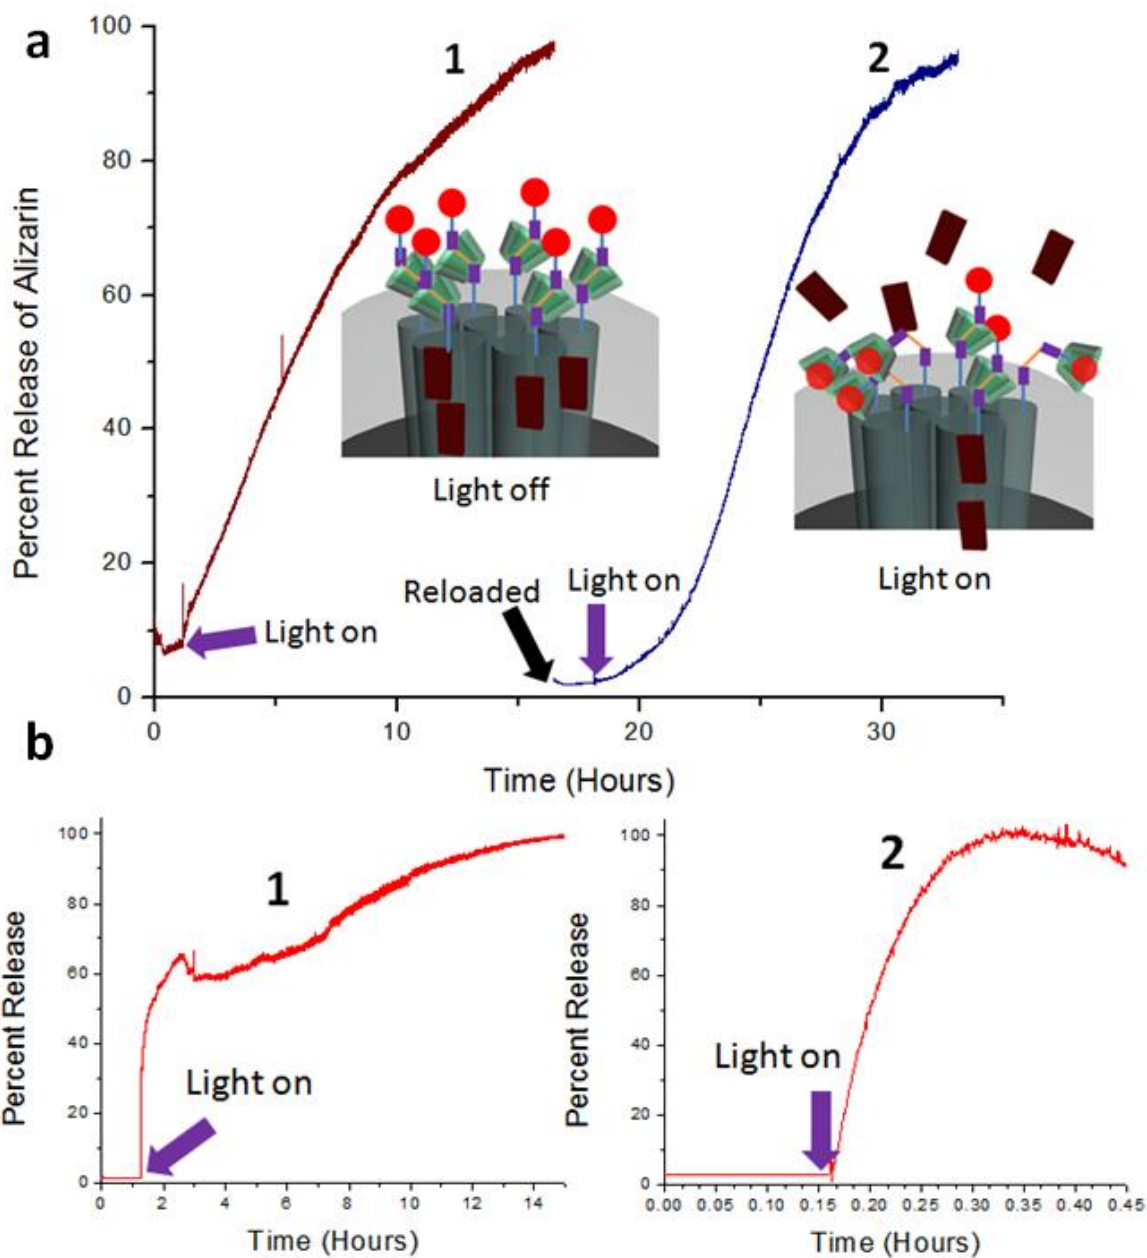 a
1
2
100
80
60
40
20
0
Percent Release of Alizarin
Light off
Light on
Reloaded
Light on
Light on
0
10
20
30
Time (Hours)
b
1
100
80
60
40
20
0
Percent Release
Light on
0
2
4
6
8
10
12
14
Time (Hours)
2
100
80
60
40
20
0
Percent Release
Light on
0.00
0.05
0.10
0.15
0.20
0.25
0.30
0.35
0.40
0.45
Time (Hours)